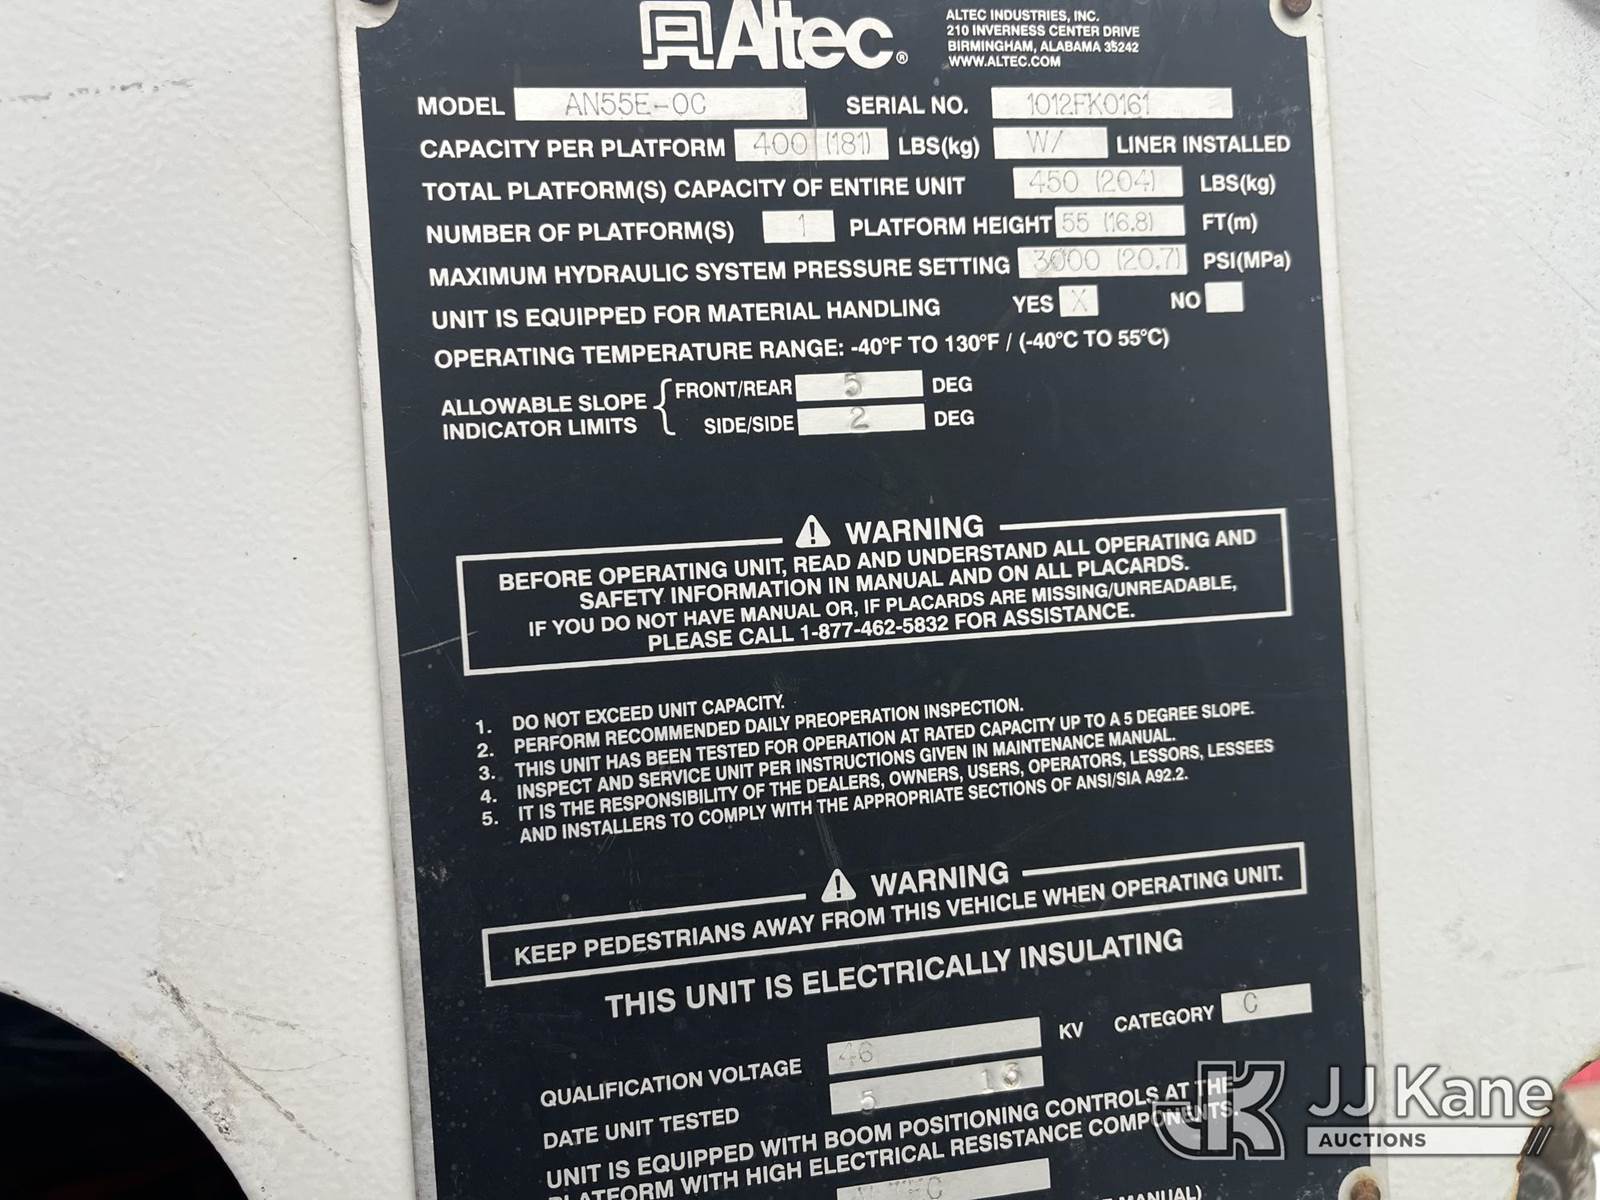 Altec®
ALTEC INDUSTRIES, INC.
210 INVERNESS CENTER DRIVE
BIRMINGHAM, ALABAMA 35242
WWW.ALTEC.COM
MODEL AN55E-OC SERIAL NO. 1012FK0161
CAPACITY PER PLATFORM 400 (181) LBS(kg) W/ LINER INSTALLED
TOTAL PLATFORM(S) CAPACITY OF ENTIRE UNIT 450 (204) LBS(kg)
NUMBER OF PLATFORM(S) 1 PLATFORM HEIGHT 55 (16.8) FT(m)
MAXIMUM HYDRAULIC SYSTEM PRESSURE SETTING 3000 (20.7) PSI(MPa)
UNIT IS EQUIPPED FOR MATERIAL HANDLING YES X NO
OPERATING TEMPERATURE RANGE: -40°F TO 130°F / (-40°C TO 55°C)
ALLOWABLE SLOPE INDICATOR LIMITS { FRONT/REAR 5 DEG
SIDE/SIDE 2 DEG
⚠ WARNING
BEFORE OPERATING UNIT, READ AND UNDERSTAND ALL OPERATING AND
SAFETY INFORMATION IN MANUAL AND ON ALL PLACARDS.
IF YOU DO NOT HAVE MANUAL OR, IF PLACARDS ARE MISSING/UNREADABLE,
PLEASE CALL 1-877-462-5832 FOR ASSISTANCE.
1. DO NOT EXCEED UNIT CAPACITY.
2. PERFORM RECOMMENDED DAILY PREOPERATION INSPECTION.
3. THIS UNIT HAS BEEN TESTED FOR OPERATION AT RATED CAPACITY UP TO A 5 DEGREE SLOPE.
4. INSPECT AND SERVICE UNIT PER INSTRUCTIONS GIVEN IN MAINTENANCE MANUAL.
5. IT IS THE RESPONSIBILITY OF THE DEALERS, OWNERS, USERS, OPERATORS, LESSORS, LESSEES
AND INSTALLERS TO COMPLY WITH THE APPROPRIATE SECTIONS OF ANSI/SIA A92.2.
⚠ WARNING
KEEP PEDESTRIANS AWAY FROM THIS VEHICLE WHEN OPERATING UNIT.
THIS UNIT IS ELECTRICALLY INSULATING
QUALIFICATION VOLTAGE 46 KV CATEGORY C
DATE UNIT TESTED 5 13
UNIT IS EQUIPPED WITH BOOM POSITIONING CONTROLS AT THE
PLATFORM WITH HIGH ELECTRICAL RESISTANCE COMPONENTS.
MANUAL)
JK JJ Kane
AUCTIONS